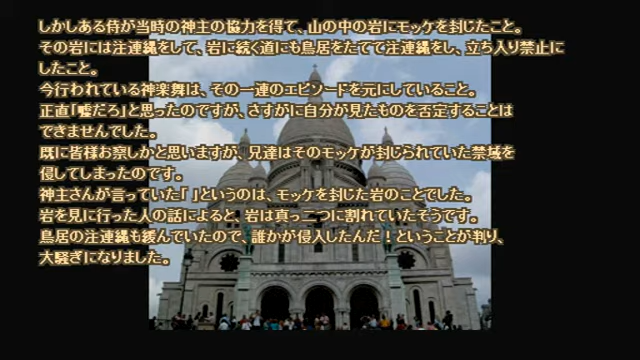 しかしある侍が当時の神主の協力を得て、山の中の岩にモッケを封じたこと。
その岩には注連縄をして、岩に続く道にも鳥居をたてて注連縄をし、立ち入り禁止に
したこと。
今行われている神楽舞は、その一連のエピソードを元にしていること。
正直「嘘だろ」と思ったのですが、さすがに自分が見たものを否定することは
できませんでした。
既に皆様お察しかと思いますが、兄達はそのモッケが封じられていた禁域を
侵してしまったのです。
神主さんが言っていた「 」というのは、モッケを封じた岩のことでした。
岩を見に行った人の話によると、岩は真っ二つに割れていたそうです。
鳥居の注連縄も緩んでいたので、誰かが侵入したんだ！ということが判り、
大騒ぎになりました。